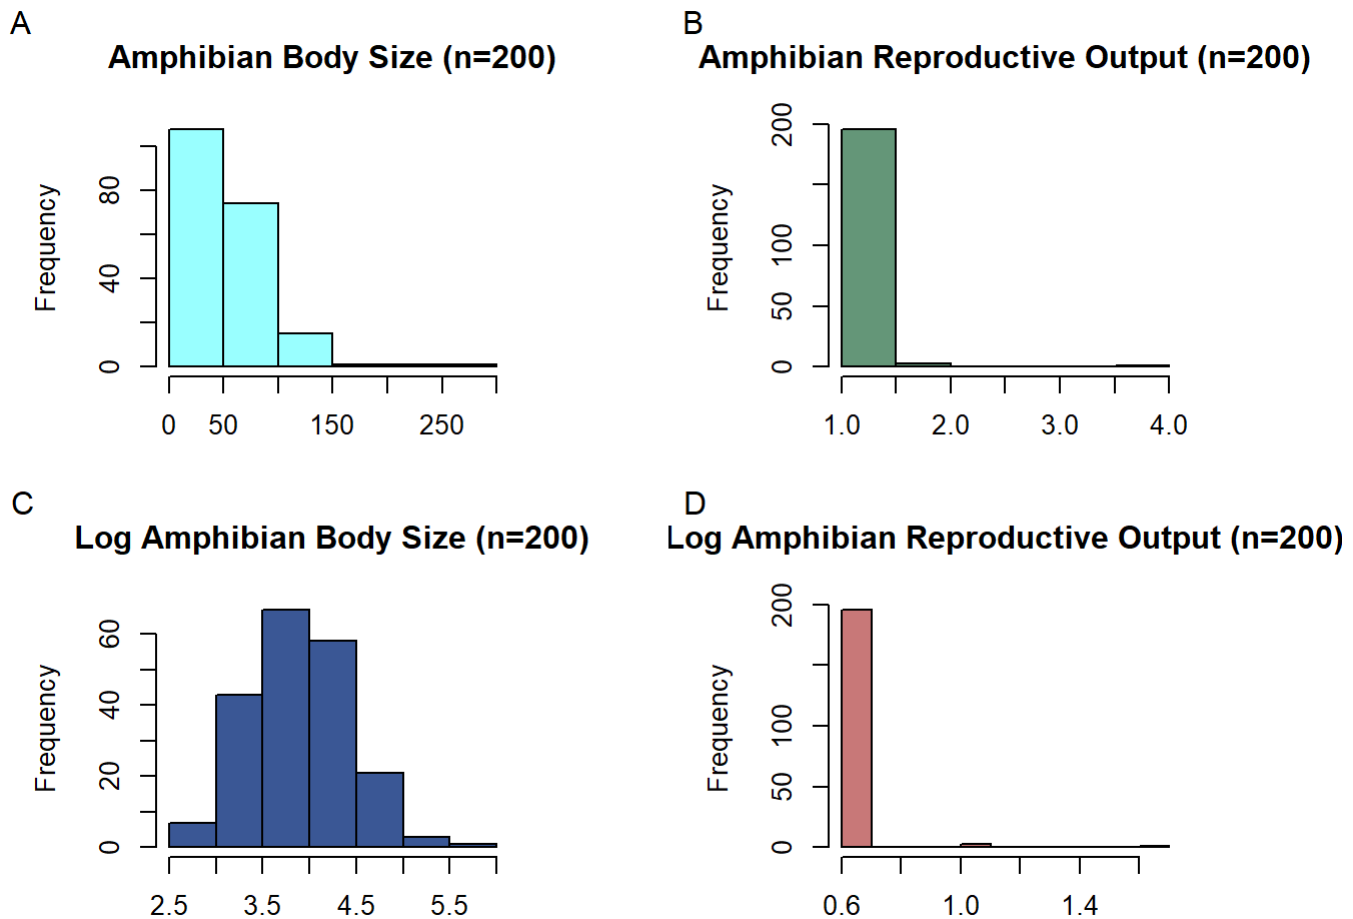 A
Amphibian Body Size (n=200)
Frequency
0
40
80
0
50
150
250
B
Amphibian Reproductive Output (n=200)
Frequency
0
50
100
200
1.0
2.0
3.0
4.0
C
Log Amphibian Body Size (n=200)
Frequency
0
20
40
60
2.5
3.5
4.5
5.5
D
Log Amphibian Reproductive Output (n=200)
Frequency
0
50
100
200
0.6
1.0
1.4